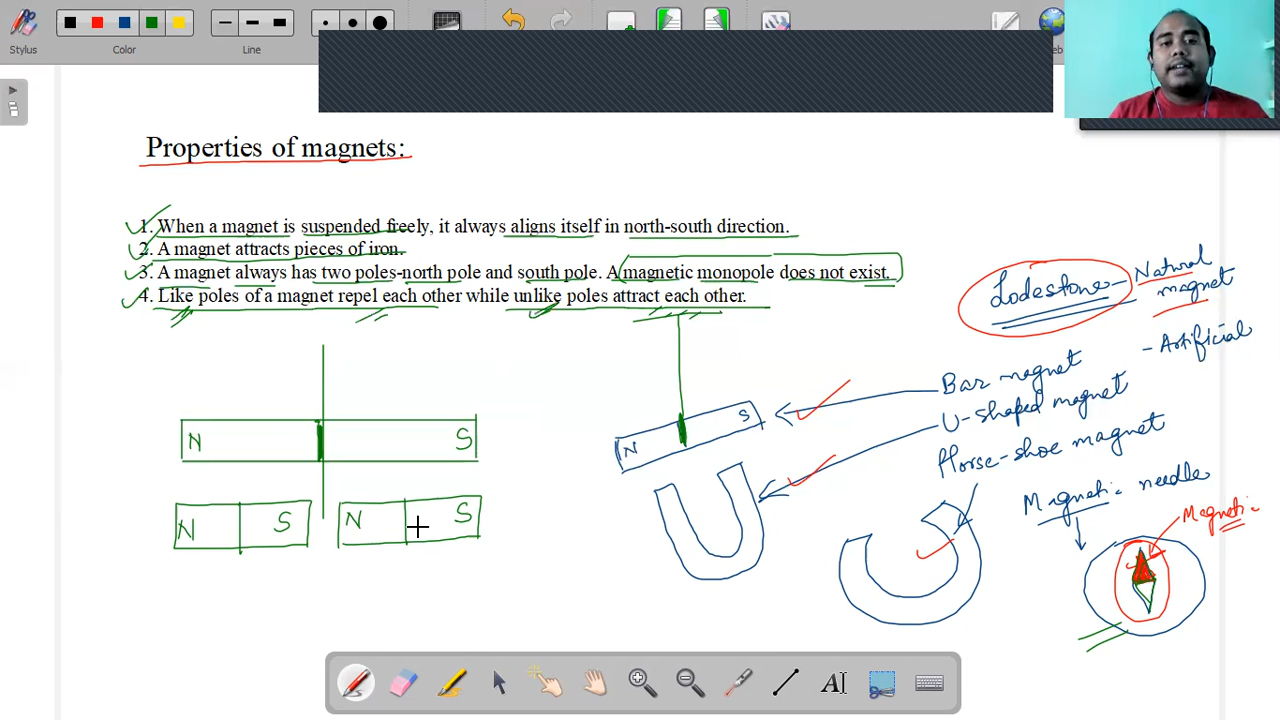 Stylus
Color
Line
Properties of magnets:
1. When a magnet is suspended freely, it always aligns itself in north-south direction.
2. A magnet attracts pieces of iron.
3. A magnet always has two poles-north pole and south pole. A magnetic monopole does not exist.
4. Like poles of a magnet repel each other while unlike poles attract each other.
Lodestone- Natural
magnet
- Artificial
Bar magnet
U-shaped magnet
Horse-shoe magnet
Magnetic needle
Magnetic
N S
N S
N S
N S
AI